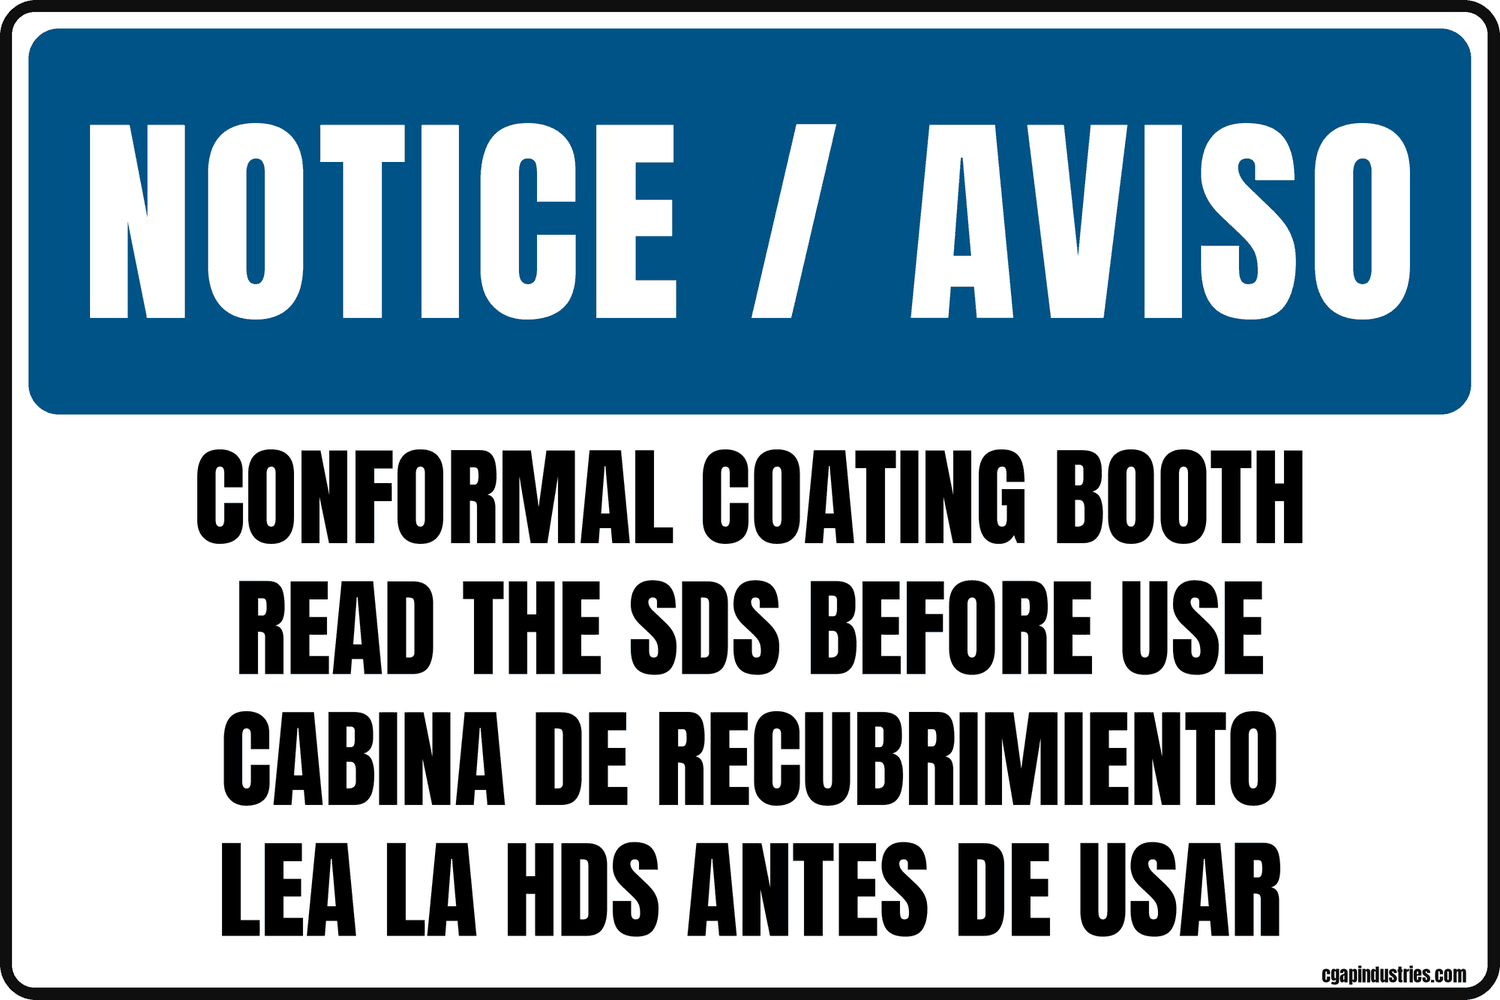 NOTICE / AVISO
CONFORMAL COATING BOOTH
READ THE SDS BEFORE USE
CABINA DE RECUBRIMIENTO
LEA LA HDS ANTES DE USAR
cgapindustries.com